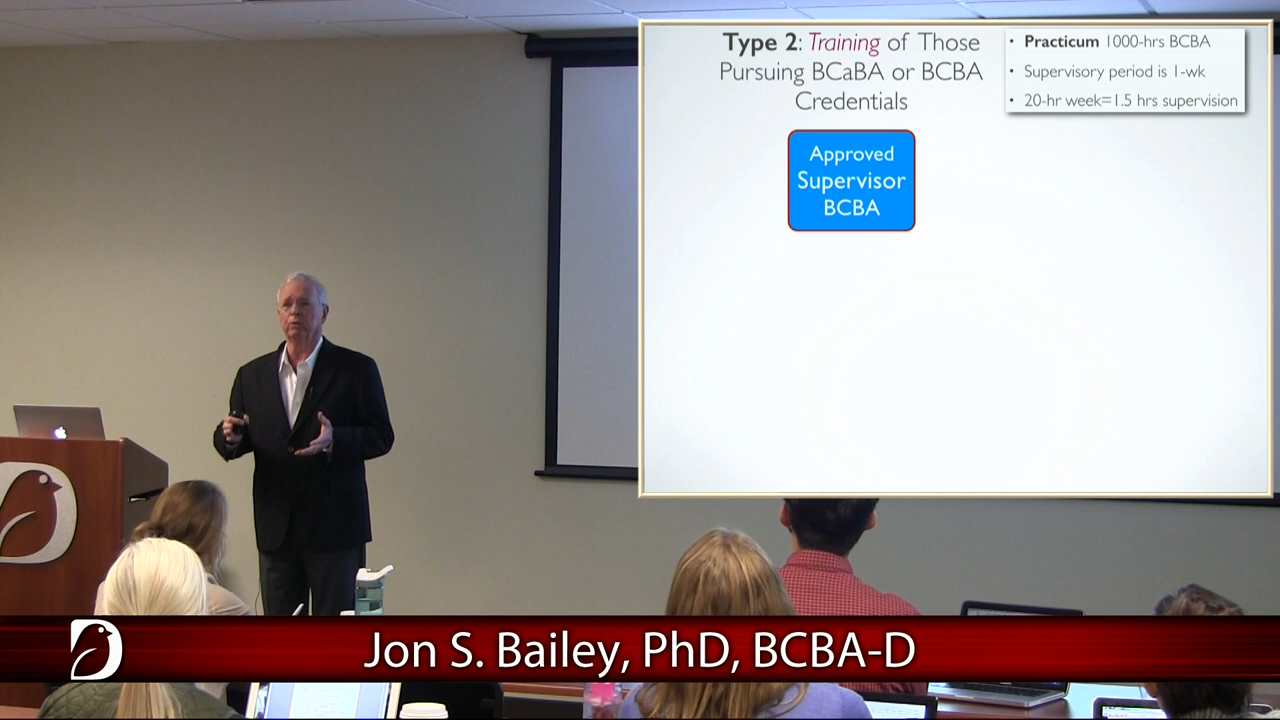 Type 2: Training of Those
Pursuing BCaBA or BCBA
Credentials
• Practicum 1000-hrs BCBA
• Supervisory period is 1-wk
• 20-hr week=1.5 hrs supervision
Approved
Supervisor
BCBA
Jon S. Bailey, PhD, BCBA-D